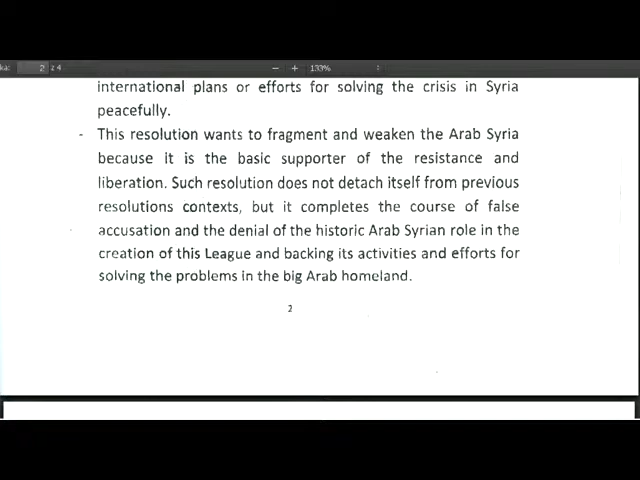 2 z 4
133%
international plans or efforts for solving the crisis in Syria
peacefully.
- This resolution wants to fragment and weaken the Arab Syria
because it is the basic supporter of the resistance and
liberation. Such resolution does not detach itself from previous
resolutions contexts, but it completes the course of false
accusation and the denial of the historic Arab Syrian role in the
creation of this League and backing its activities and efforts for
solving the problems in the big Arab homeland.
2